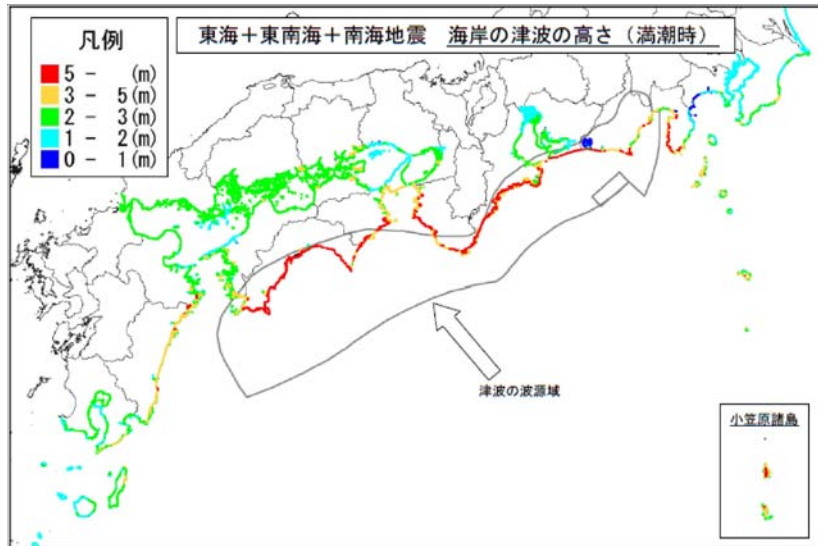 東海+東南海+南海地震 海岸の津波の高さ(満潮時)
凡例
5 - (m)
3 - 5(m)
2 - 3(m)
1 - 2(m)
0 - 1(m)
津波の波源域
小笠原諸島